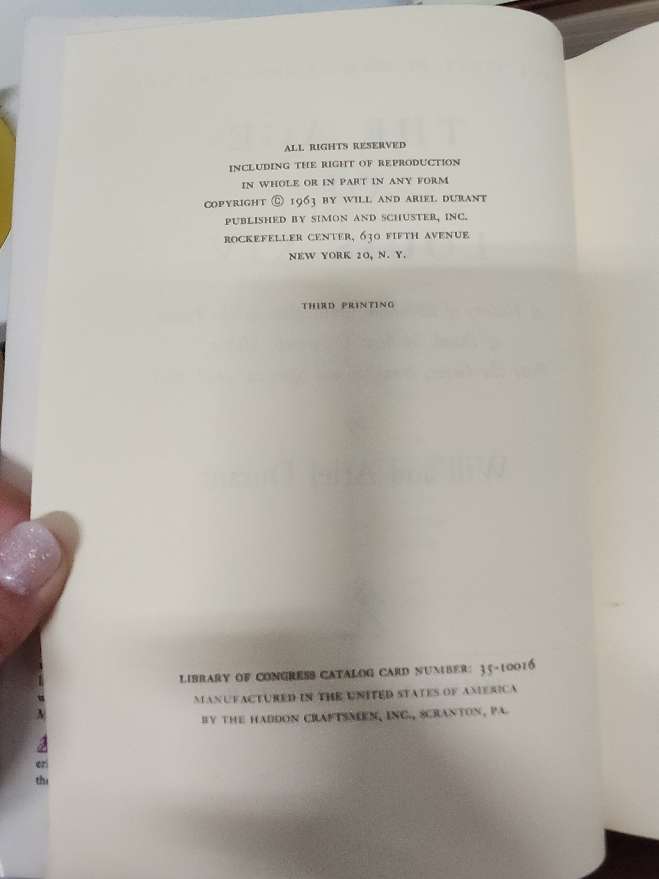 ALL RIGHTS RESERVED
INCLUDING THE RIGHT OF REPRODUCTION
IN WHOLE OR IN PART IN ANY FORM
COPYRIGHT © 1963 BY WILL AND ARIEL DURANT
PUBLISHED BY SIMON AND SCHUSTER, INC.
ROCKEFELLER CENTER, 630 FIFTH AVENUE
NEW YORK 20, N. Y.
THIRD PRINTING
LIBRARY OF CONGRESS CATALOG CARD NUMBER: 35-10016
MANUFACTURED IN THE UNITED STATES OF AMERICA
BY THE HADDON CRAFTSMEN, INC., SCRANTON, PA.